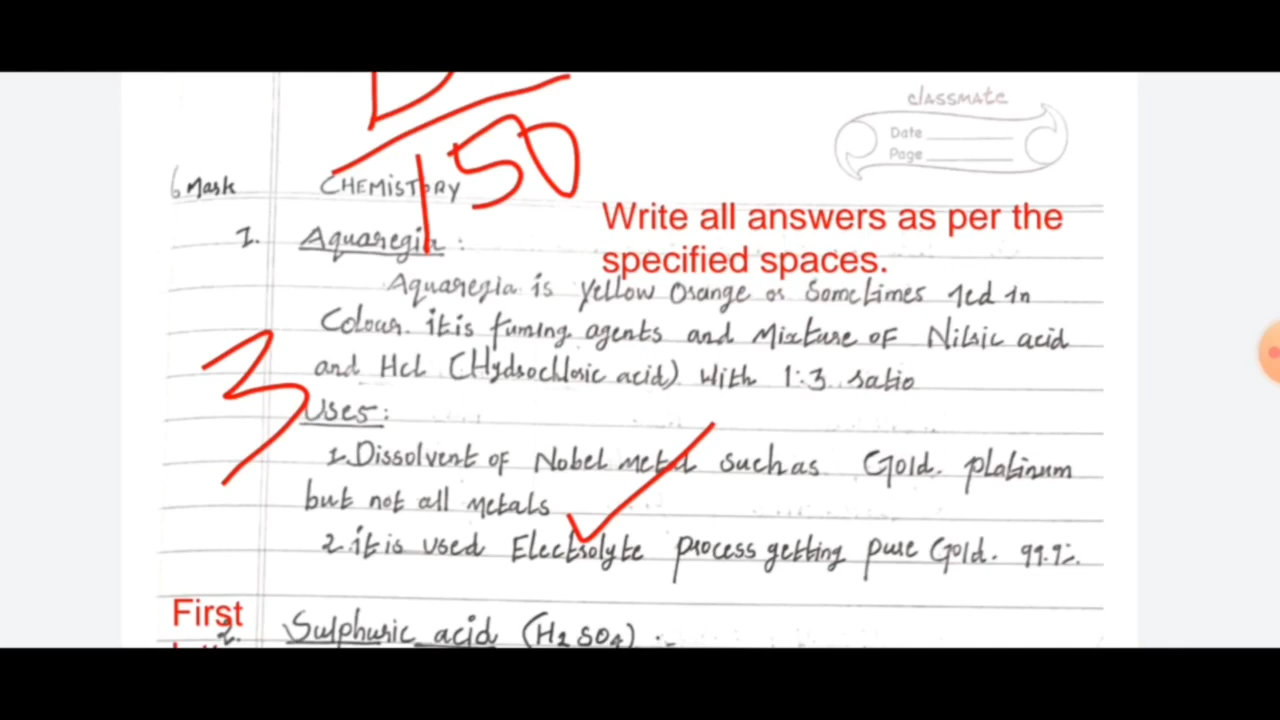 150
classmate
Date
Page
6 Mask
CHEMISTORY
Write all answers as per the
specified spaces.
1. Aquaregia :
Aquaregia is yellow Orange or Sometimes red in
Colour. it is fuming agents and Mixture of Nitric acid
and Hcl (Hydrochloric acid) with 1:3 ratio
3
Uses:
1. Dissolvent of Nobel metal such as Gold. platinum
but not all metals
2. it is used Electrolyte process getting pure Gold. 99.9%.
First
2. Sulphuric acid (H2SO4) :-